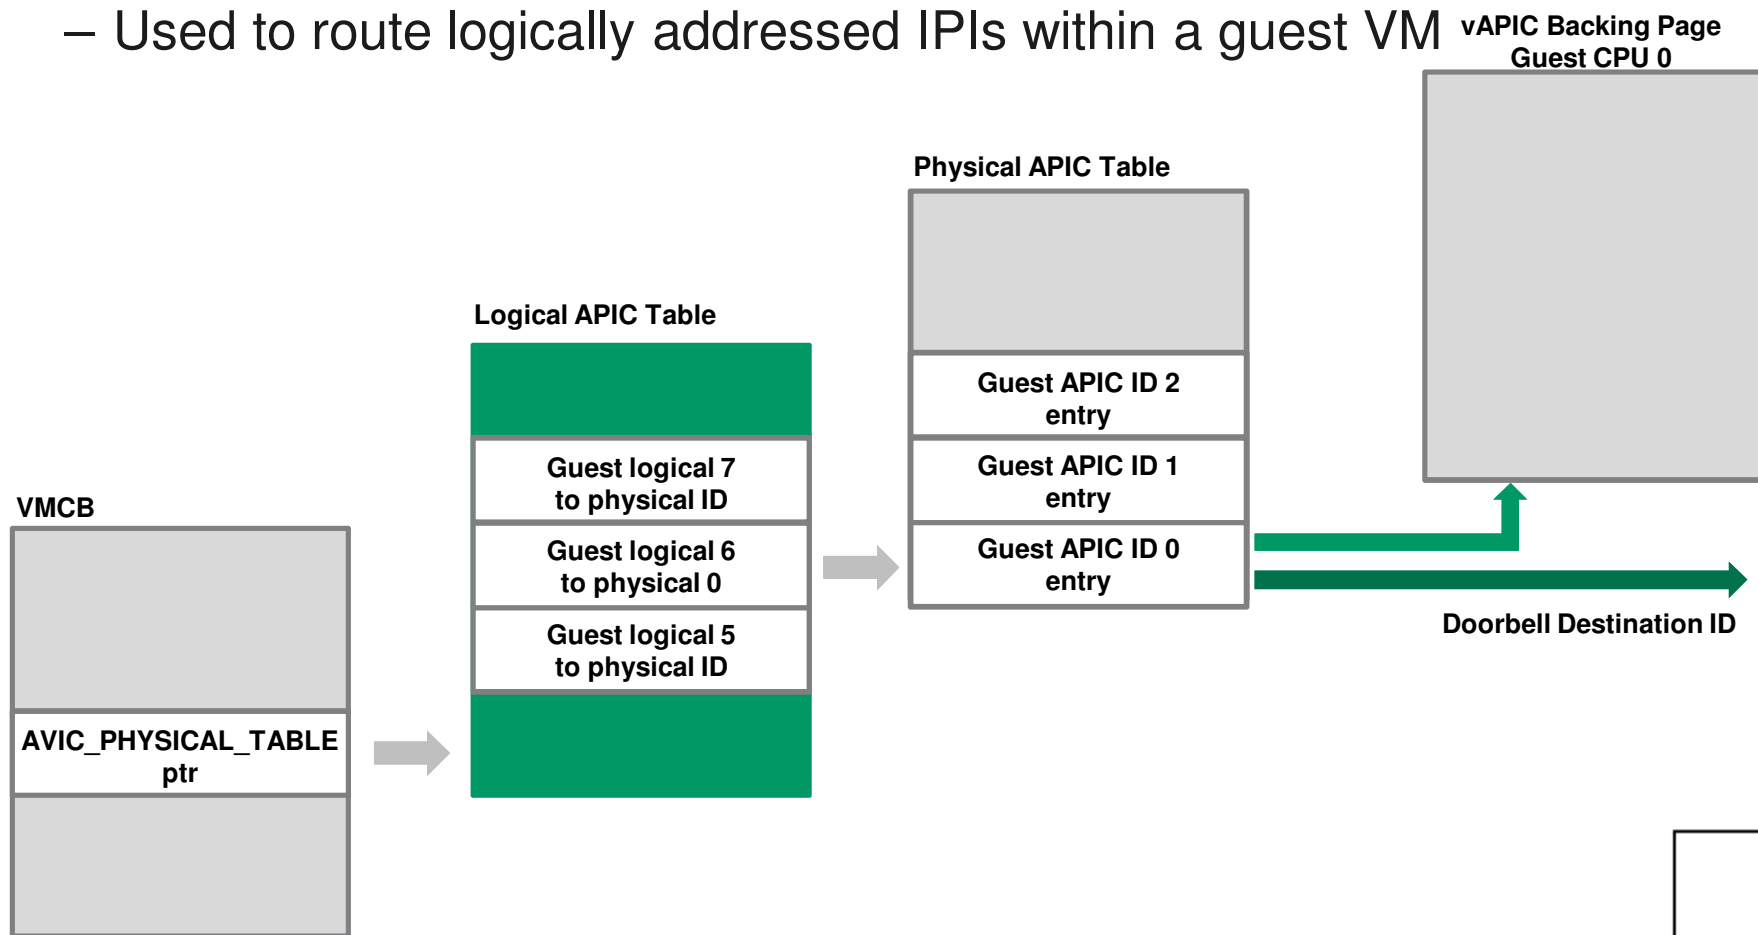 – Used to route logically addressed IPIs within a guest VM
vAPIC Backing Page
Guest CPU 0
Physical APIC Table
Logical APIC Table
Guest APIC ID 2
entry
Guest APIC ID 1
entry
Guest APIC ID 0
entry
Guest logical 7
to physical ID
Guest logical 6
to physical 0
Guest logical 5
to physical ID
VMCB
AVIC_PHYSICAL_TABLE
ptr
Doorbell Destination ID